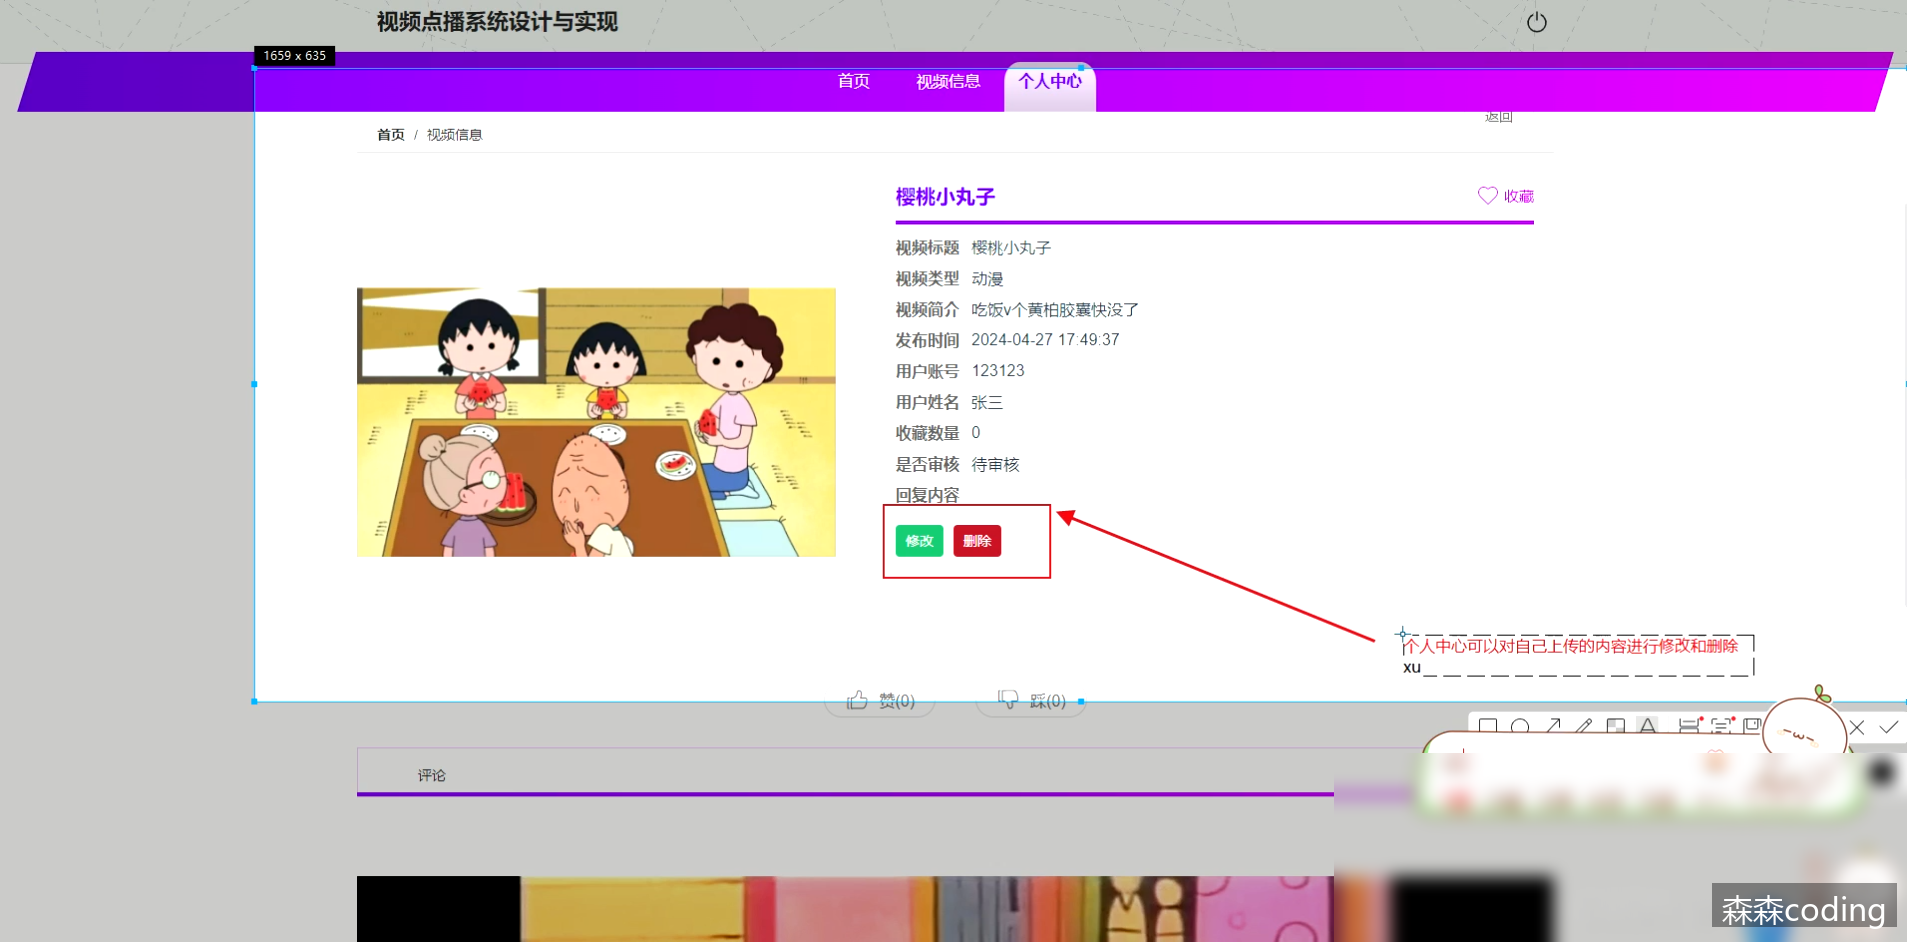 视频点播系统设计与实现
1659 x 635
首页 视频信息 个人中心
返回
首页 / 视频信息
樱桃小丸子
收藏
视频标题 樱桃小丸子
视频类型 动漫
视频简介 吃饭v个黄柏胶囊快没了
发布时间 2024-04-27 17:49:37
用户账号 123123
用户姓名 张三
收藏数量 0
是否审核 待审核
回复内容
修改 删除
个人中心可以对自己上传的内容进行修改和删除
xu
赞(0) 踩(0)
评论
森森coding